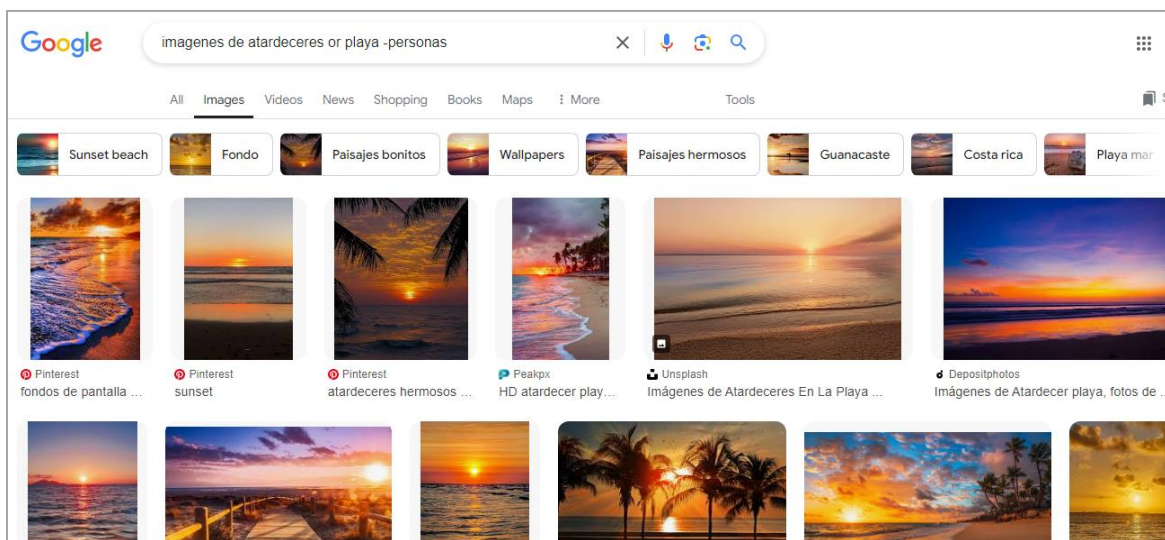 Google
imagenes de atardeceres or playa -personas
All Images Videos News Shopping Books Maps More Tools
Sunset beach Fondo Paisajes bonitos Wallpapers Paisajes hermosos Guanacaste Costa rica Playa mar
Pinterest Pinterest Pinterest Peakpx Unsplash Depositphotos
fondos de pantalla ... sunset atardeceres hermosos ... HD atardecer play... Imágenes de Atardeceres En La Playa ... Imágenes de Atardecer playa, fotos de ...